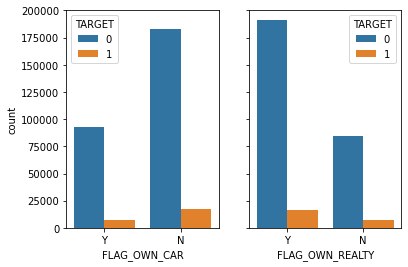 200000
175000
150000
125000
100000
75000
50000
25000
0
count
TARGET
0
1
Y N
FLAG_OWN_CAR
TARGET
0
1
Y N
FLAG_OWN_REALTY